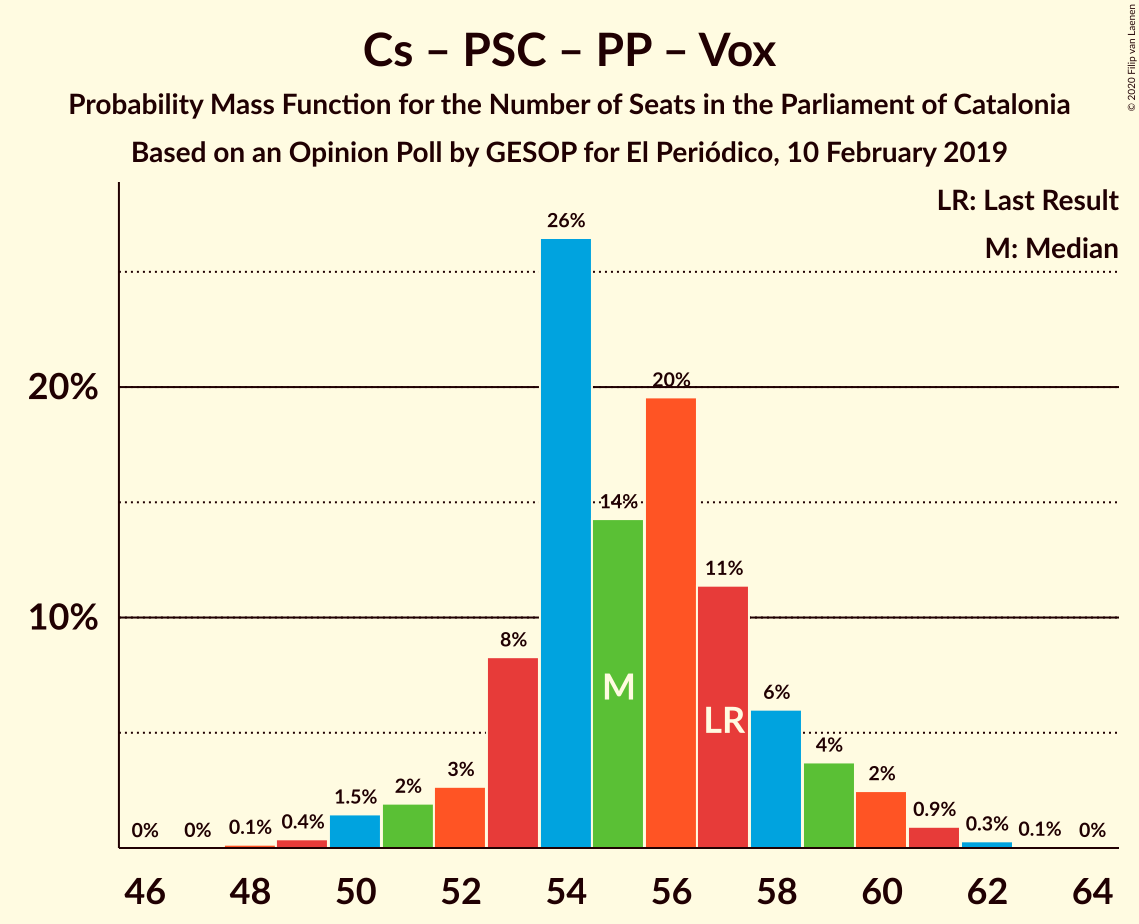 Cs – PSC – PP – Vox
Probability Mass Function for the Number of Seats in the Parliament of Catalonia
Based on an Opinion Poll by GESOP for El Periódico, 10 February 2019
© 2020 Filip van Laenen
LR: Last Result
M: Median
20%
10%
0% 0% 0.1% 0.4% 1.5% 2% 3% 8% 26% 14% 20% 11% 6% 4% 2% 0.9% 0.3% 0.1% 0%
M
LR
46 48 50 52 54 56 58 60 62 64